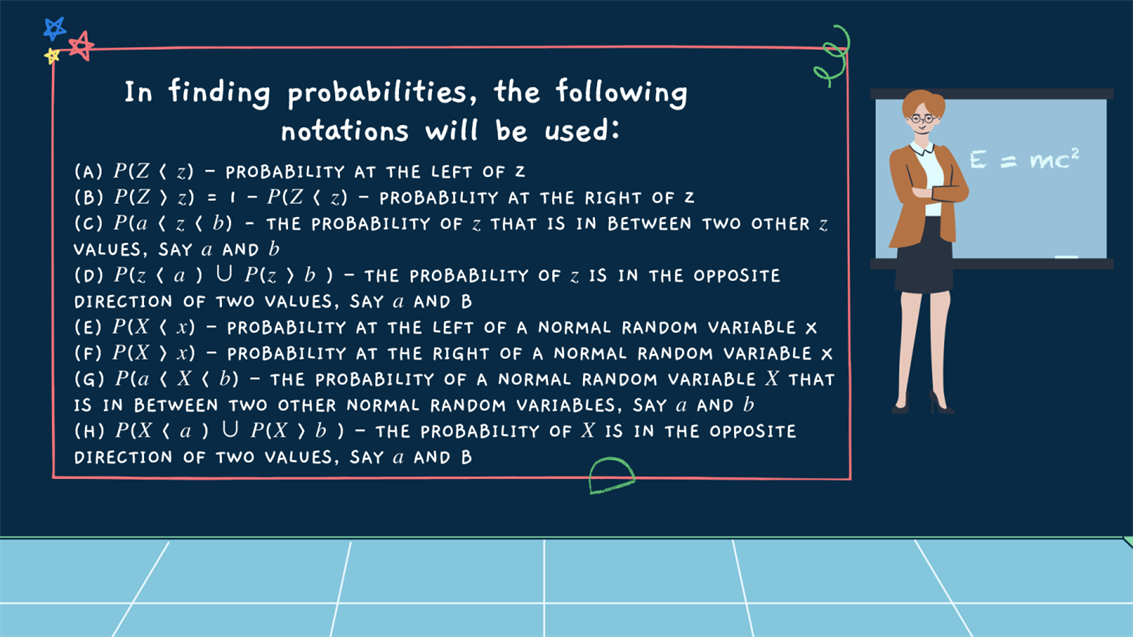 In finding probabilities, the following
notations will be used:
(A) P(Z < z) – PROBABILITY AT THE LEFT OF Z
(B) P(Z > z) = 1 – P(Z < z) – PROBABILITY AT THE RIGHT OF Z
(C) P(a < z < b) – THE PROBABILITY OF z THAT IS IN BETWEEN TWO OTHER z
VALUES, SAY a AND b
(D) P(z < a ) ∪ P(z > b ) – THE PROBABILITY OF z IS IN THE OPPOSITE
DIRECTION OF TWO VALUES, SAY a AND B
(E) P(X < x) – PROBABILITY AT THE LEFT OF A NORMAL RANDOM VARIABLE X
(F) P(X > x) – PROBABILITY AT THE RIGHT OF A NORMAL RANDOM VARIABLE X
(G) P(a < X < b) – THE PROBABILITY OF A NORMAL RANDOM VARIABLE X THAT
IS IN BETWEEN TWO OTHER NORMAL RANDOM VARIABLES, SAY a AND b
(H) P(X < a ) ∪ P(X > b ) – THE PROBABILITY OF X IS IN THE OPPOSITE
DIRECTION OF TWO VALUES, SAY a AND B
E = mc²